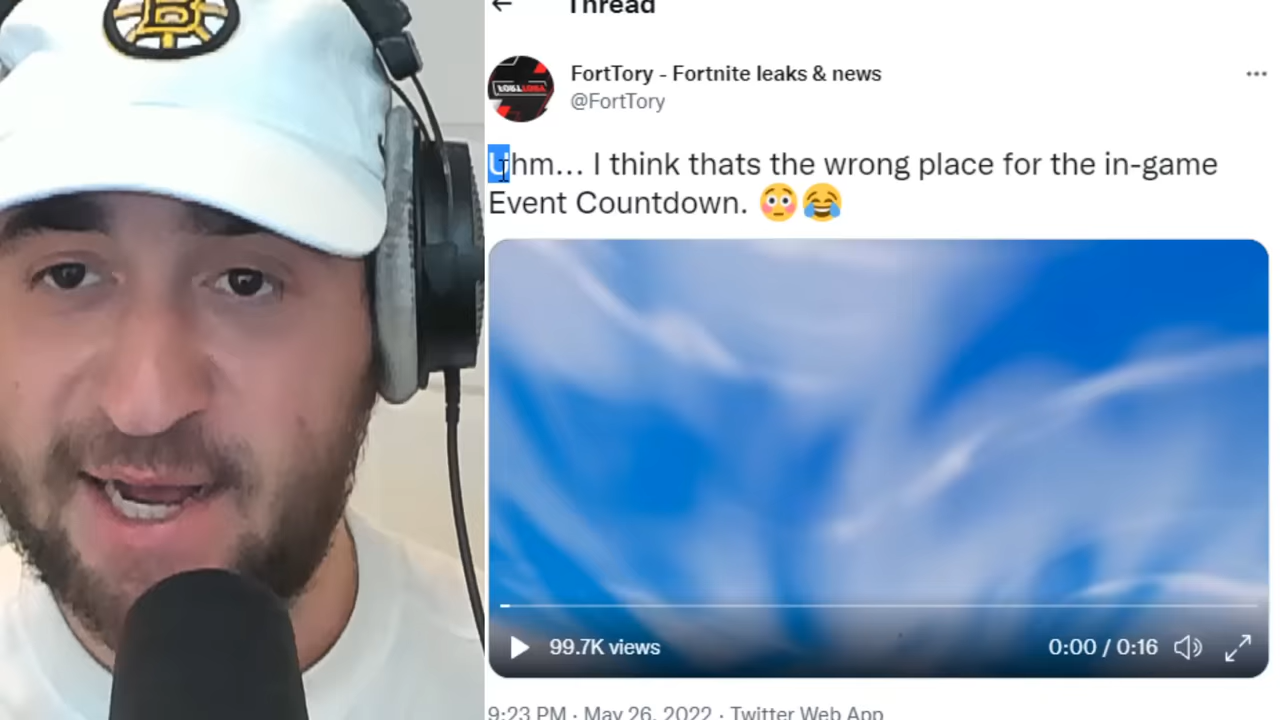 B
Thread
FortTory - Fortnite leaks & news
@FortTory
Uhm... I think thats the wrong place for the in-game
Event Countdown. 😳😂
99.7K views
0:00 / 0:16
9:23 PM · May 26, 2022 · Twitter Web App